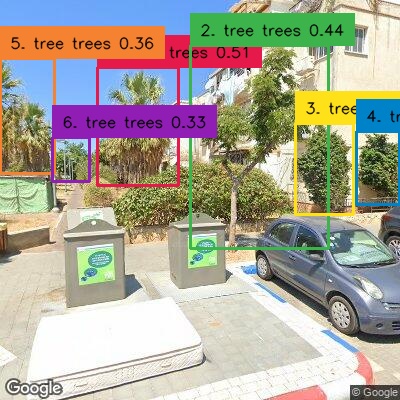 5. tree trees 0.36
trees 0.51
2. tree trees 0.44
3. tree
4. tree
6. tree trees 0.33
Google
© Google